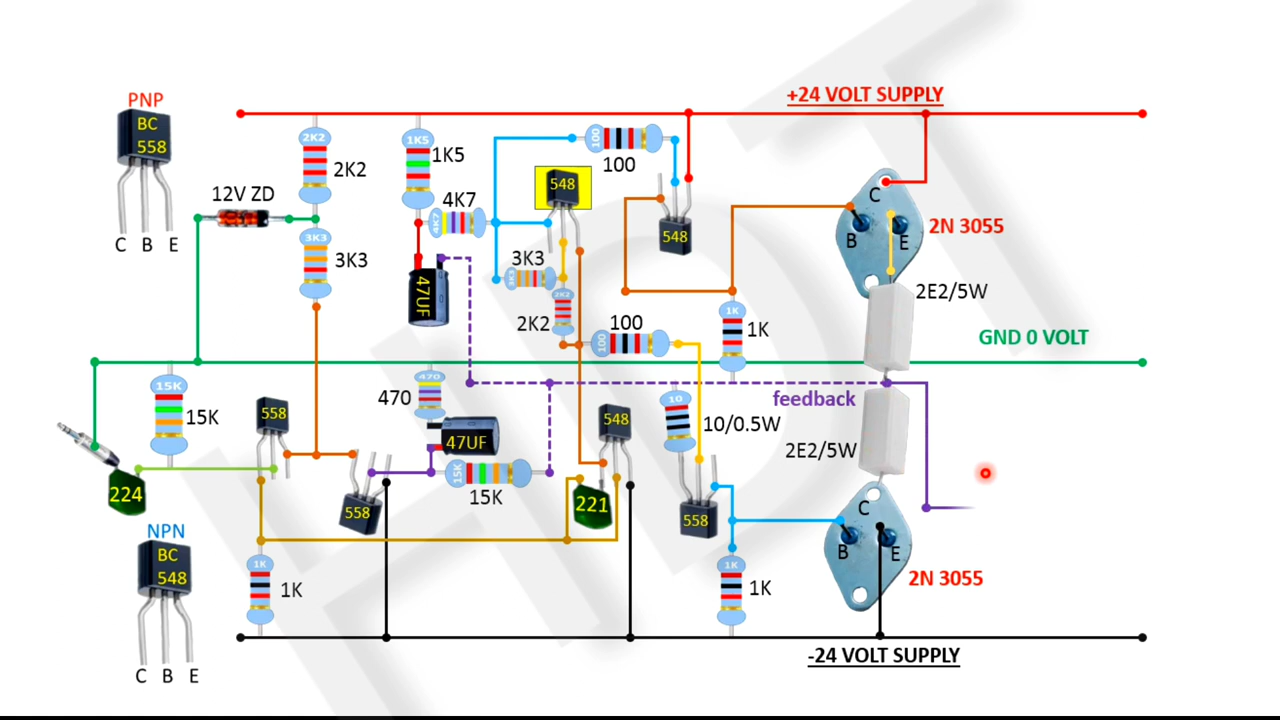 +24 VOLT SUPPLY
PNP
BC
558
C B E
12V ZD
2K2
2K2
3K3
3K3
1K5
1K5
4K7
4K7
47UF
548
100
100
548
3K3
3K3
2K2
2K2
100
100
1K
1K
C
B
E
2N 3055
2E2/5W
GND 0 VOLT
feedback
15K
15K
224
558
470
470
47UF
15K
15K
558
548
221
10
10/0.5W
558
2E2/5W
C
B
E
2N 3055
1K
1K
1K
1K
NPN
BC
548
C B E
-24 VOLT SUPPLY
HDT